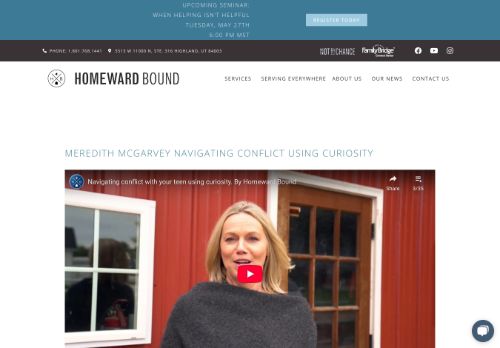 UPCOMING SEMINAR:
WHEN HELPING ISN'T HELPFUL
TUESDAY, MAY 27TH
6:00 PM MST
REGISTER TODAY
PHONE: 1.801.768.1441
5513 W 11000 N, STE. 316 HIGHLAND, UT 84003
NOT BY CHANCE
FamilyBridge
HOMEWARD BOUND
SERVICES
SERVING EVERYWHERE
ABOUT US
OUR NEWS
CONTACT US
MEREDITH MCGARVEY NAVIGATING CONFLICT USING CURIOSITY
Navigating conflict with your teen using curiosity. By Homeward Bound
Share
3/35